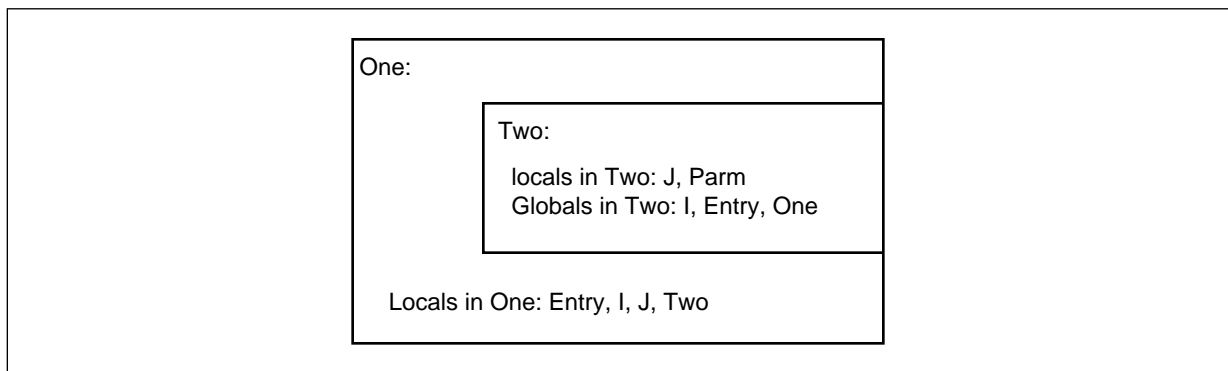 One:
Two:
locals in Two: J, Parm
Globals in Two: I, Entry, One
Locals in One: Entry, I, J, Two